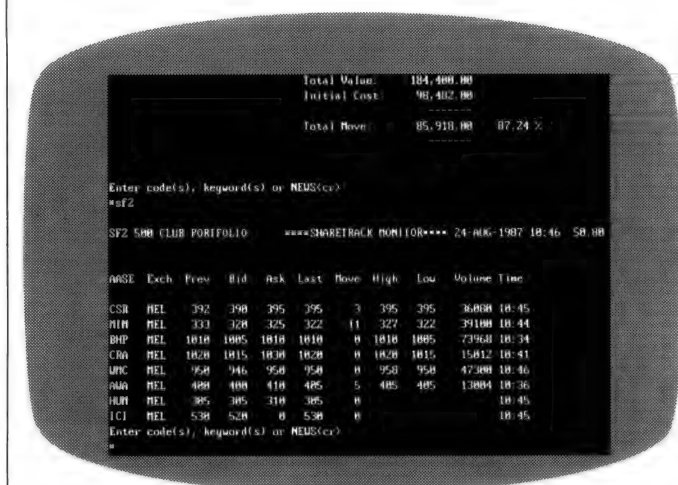 Total Value: 184,400.00
Initial Cost: 98,482.00
Total Move: 85,918.00 87.24 %
Enter code(s), keyword(s) or NEWS(cr)
*sf2
SF2 500 CLUB PORTFOLIO ====SHARETRACK MONITOR==== 24-AUG-1987 10:46 $0.80
AASE Exch Prev Bid Ask Last Move High Low Volume Time
CSR MEL 392 390 395 395 3 395 395 36080 10:45
MIM MEL 333 320 325 322 11 327 322 39100 10:44
BHP MEL 1010 1005 1010 1010 0 1010 1005 73968 10:34
CRA MEL 1020 1015 1030 1020 0 1020 1015 15012 10:41
WMC MEL 950 946 950 950 0 958 950 47300 10:46
AWA MEL 400 400 410 405 5 405 405 13004 10:36
HUM MEL 305 305 310 305 0 10:45
ICI MEL 530 520 0 530 0 10:45
Enter code(s), keyword(s) or NEWS(cr)
*